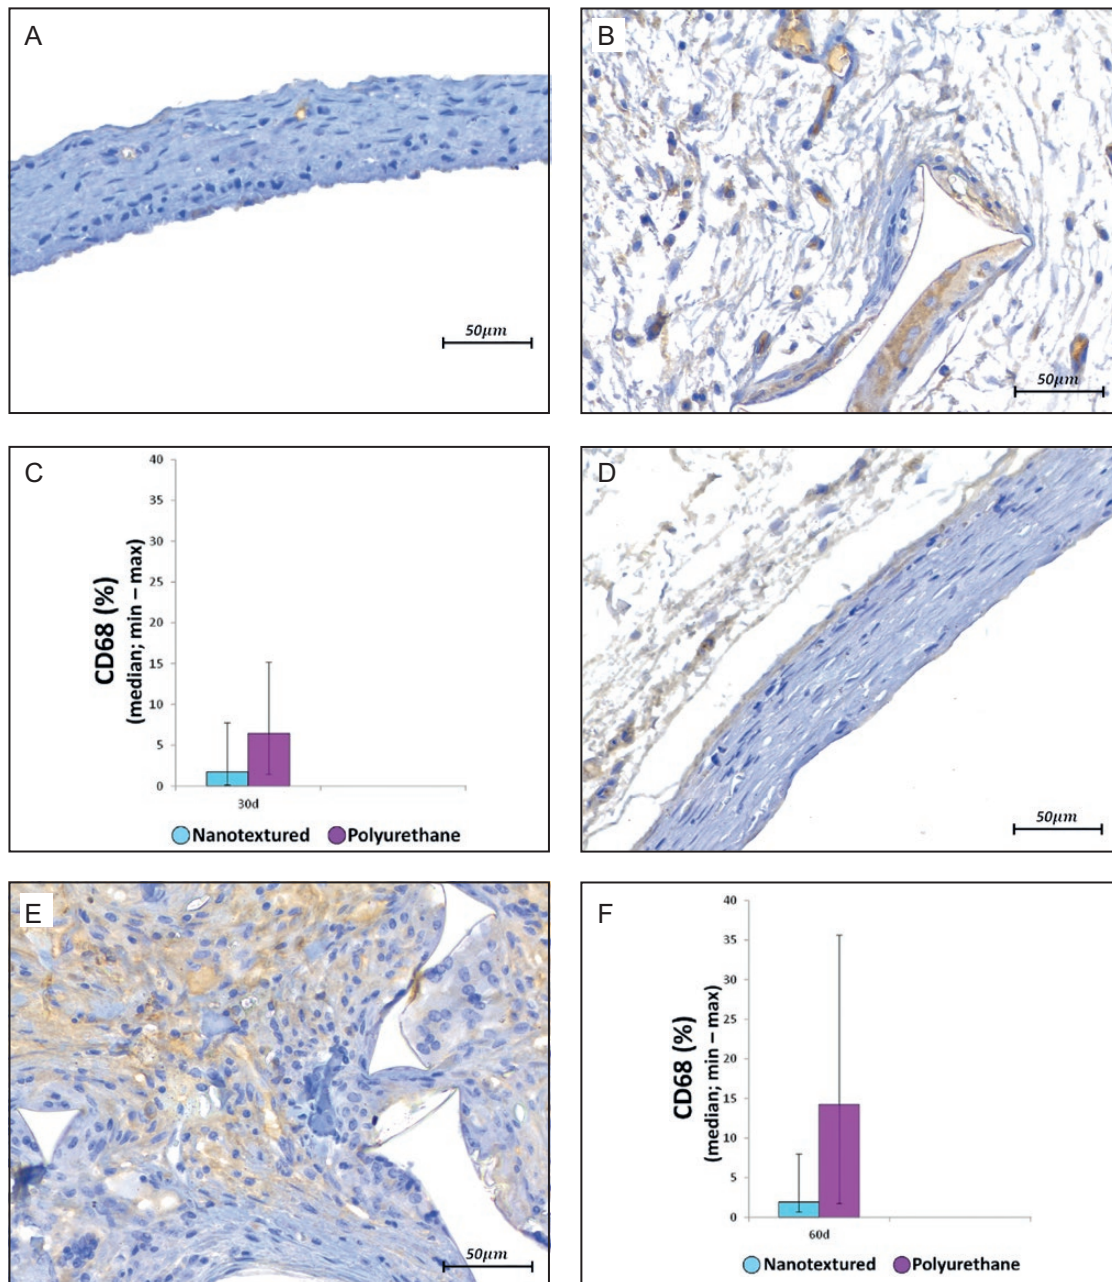 A
50μm
B
50μm
C
CD68 (%)
(median; min – max)
40
35
30
25
20
15
10
5
0
30d
Nanotextured Polyurethane
D
50μm
E
50μm
F
CD68 (%)
(median; min – max)
40
35
30
25
20
15
10
5
0
60d
Nanotextured Polyurethane